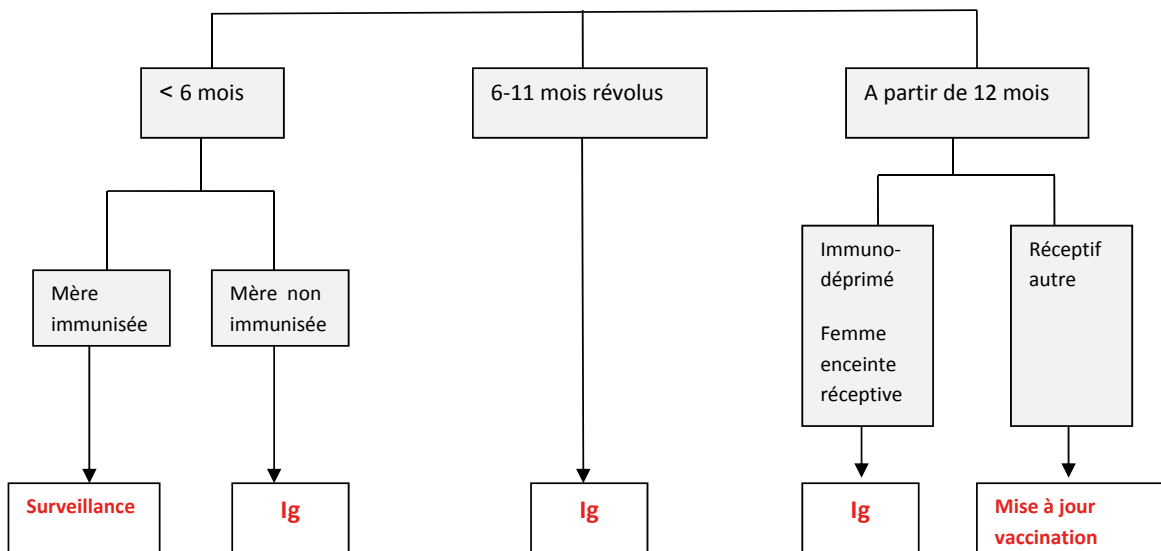 < 6 mois
6-11 mois révolus
A partir de 12 mois
Mère
immunisée
Mère non
immunisée
Immuno-
déprimé
Femme
enceinte
réceptive
Réceptif
autre
Surveillance
Ig
Ig
Ig
Mise à jour
vaccination